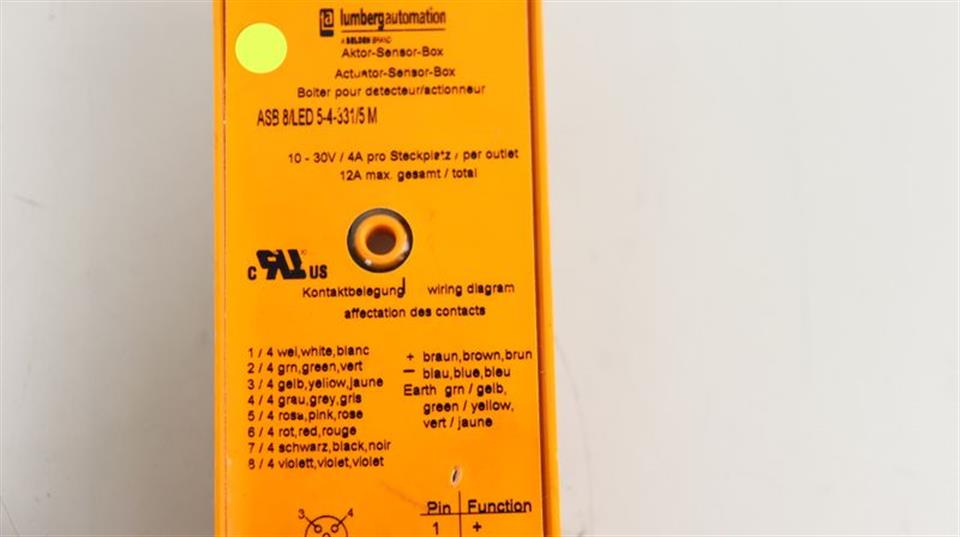 lumbergautomation
A BELDEN BRAND
Aktor-Sensor-Box
Actuator-Sensor-Box
Boiter pour detecteur/actionneur
ASB 8/LED 5-4-331/5 M
10 - 30V / 4A pro Steckplatz / per outlet
12A max. gesamt / total
c RU US
Kontaktbelegung wiring diagram
affectation des contacts
1 / 4 wei,white,blanc
2 / 4 grn,green,vert
3 / 4 gelb,yellow,jaune
4 / 4 grau,grey,gris
5 / 4 rosa,pink,rose
6 / 4 rot,red,rouge
7 / 4 schwarz,black,noir
8 / 4 violett,violet,violet
+ braun,brown,brun
— blau,blue,bleu
Earth grn / gelb,
green / yellow,
vert / jaune
3 4
Pin Function
1 +